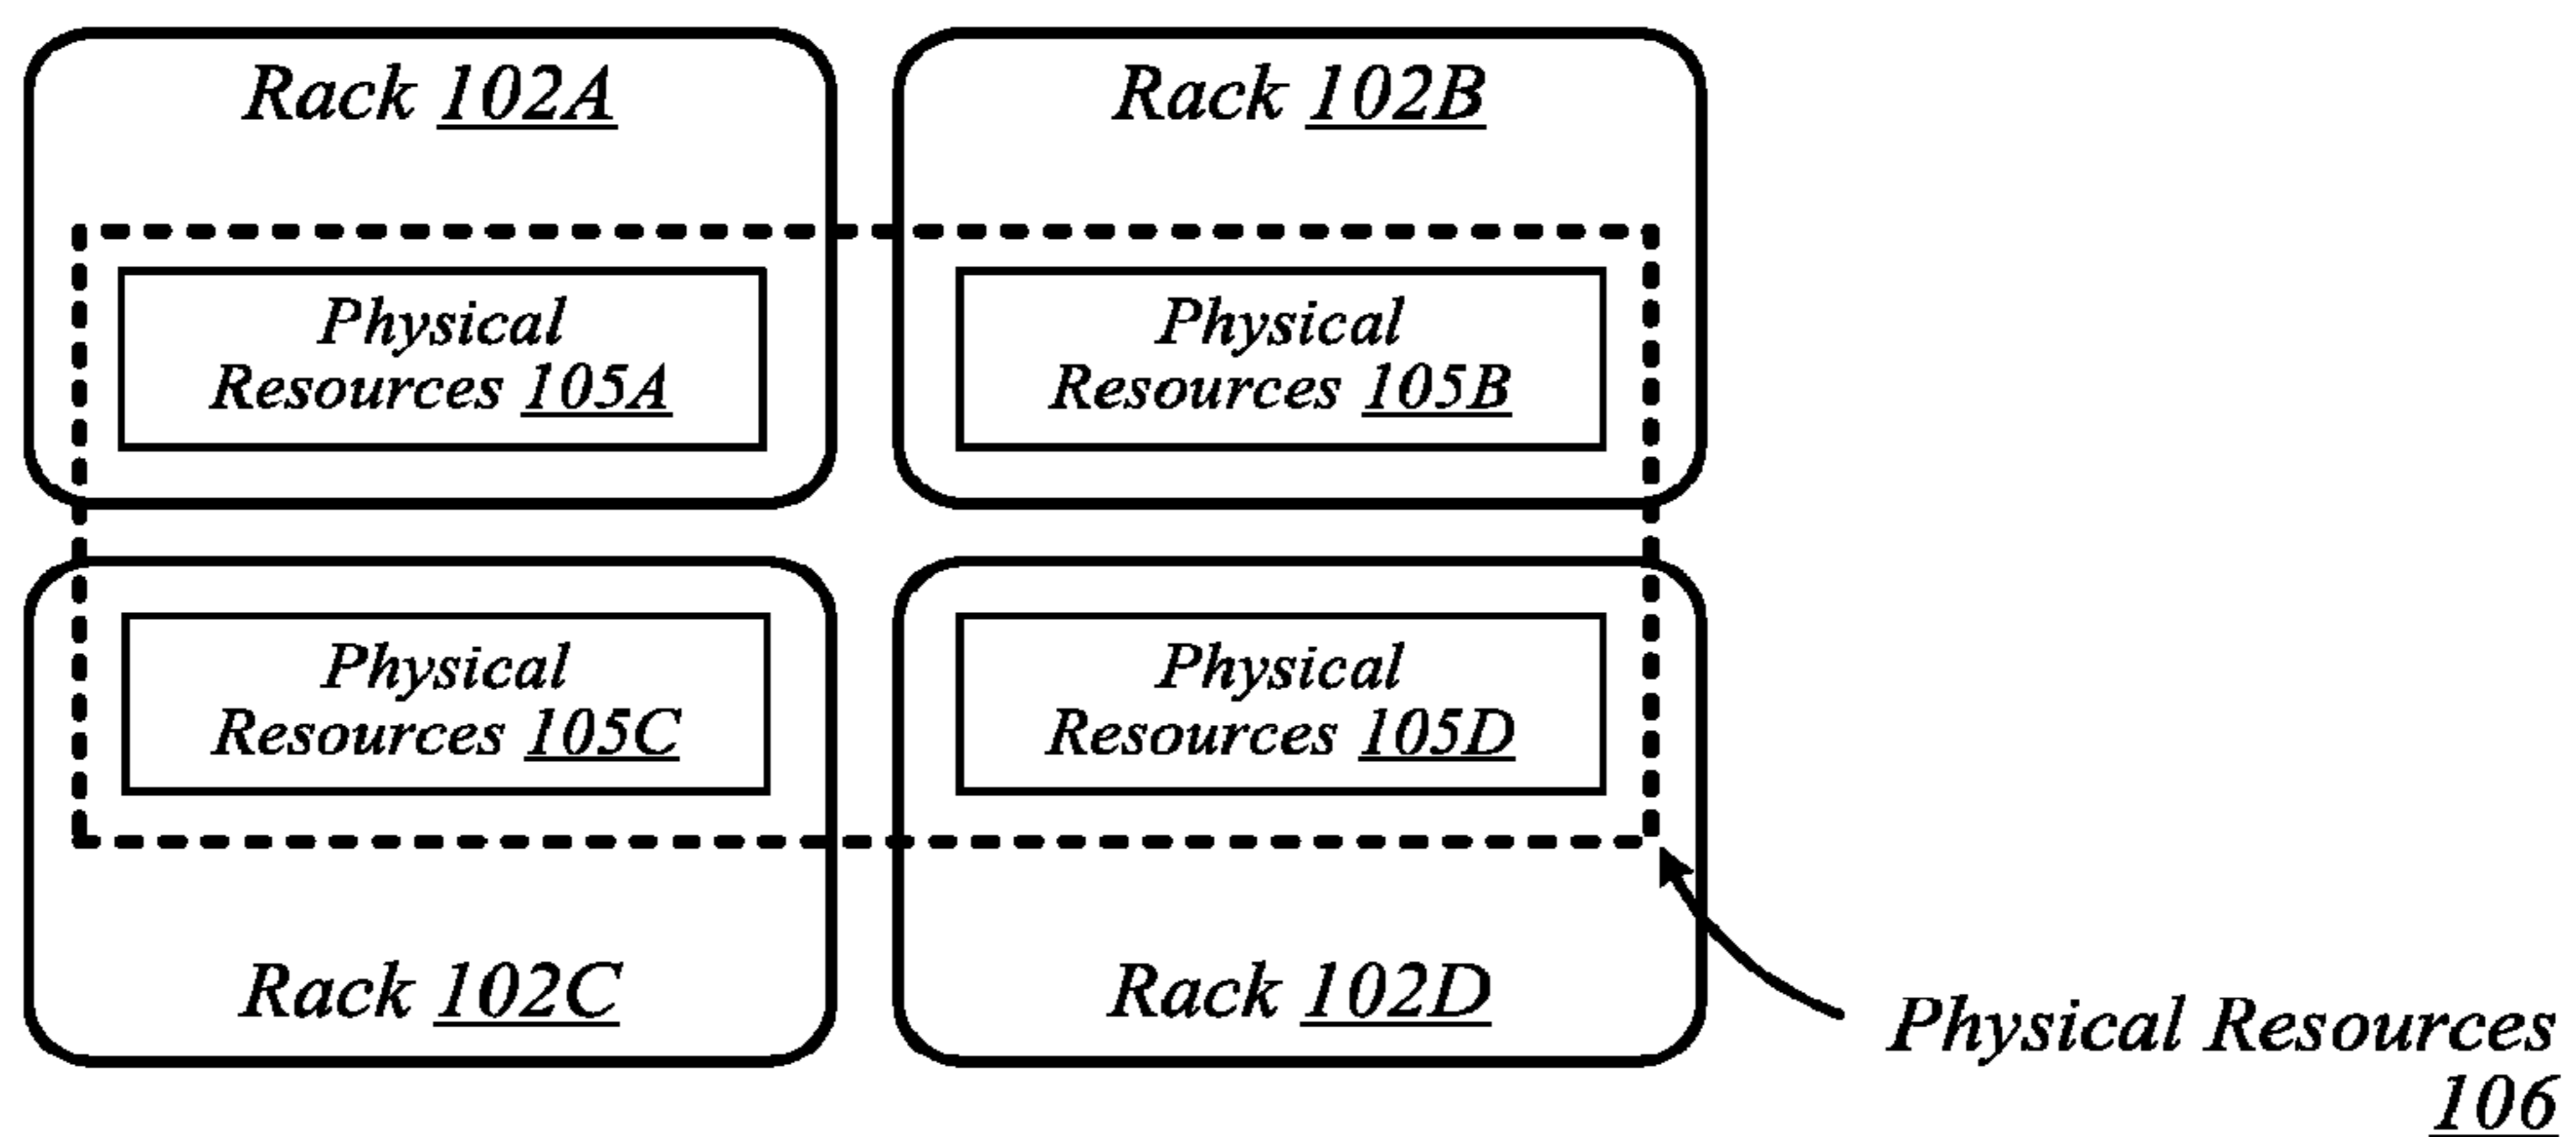 Rack 102A
Rack 102B
Physical
Resources 105A
Physical
Resources 105B
Physical
Resources 105C
Physical
Resources 105D
Rack 102C
Rack 102D
Physical Resources
106